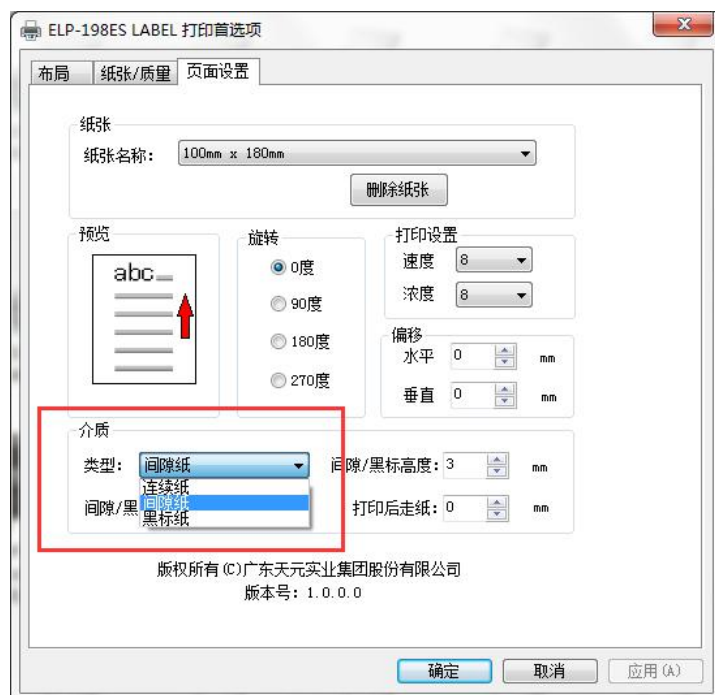 ELP-198ES LABEL 打印首选项
布局 纸张/质量 页面设置
纸张
纸张名称: 100mm x 180mm
删除纸张
预览 旋转 打印设置
abc
0度
90度
180度
270度
速度 8
浓度 8
偏移
水平 0 mm
垂直 0 mm
介质
类型: 间隙纸 间隙/黑标高度: 3 mm
连续纸
间隙纸
黑标纸
间隙/黑 打印后走纸: 0 mm
版权所有(C)广东天元实业集团股份有限公司
版本号: 1.0.0.0
确定 取消 应用(A)